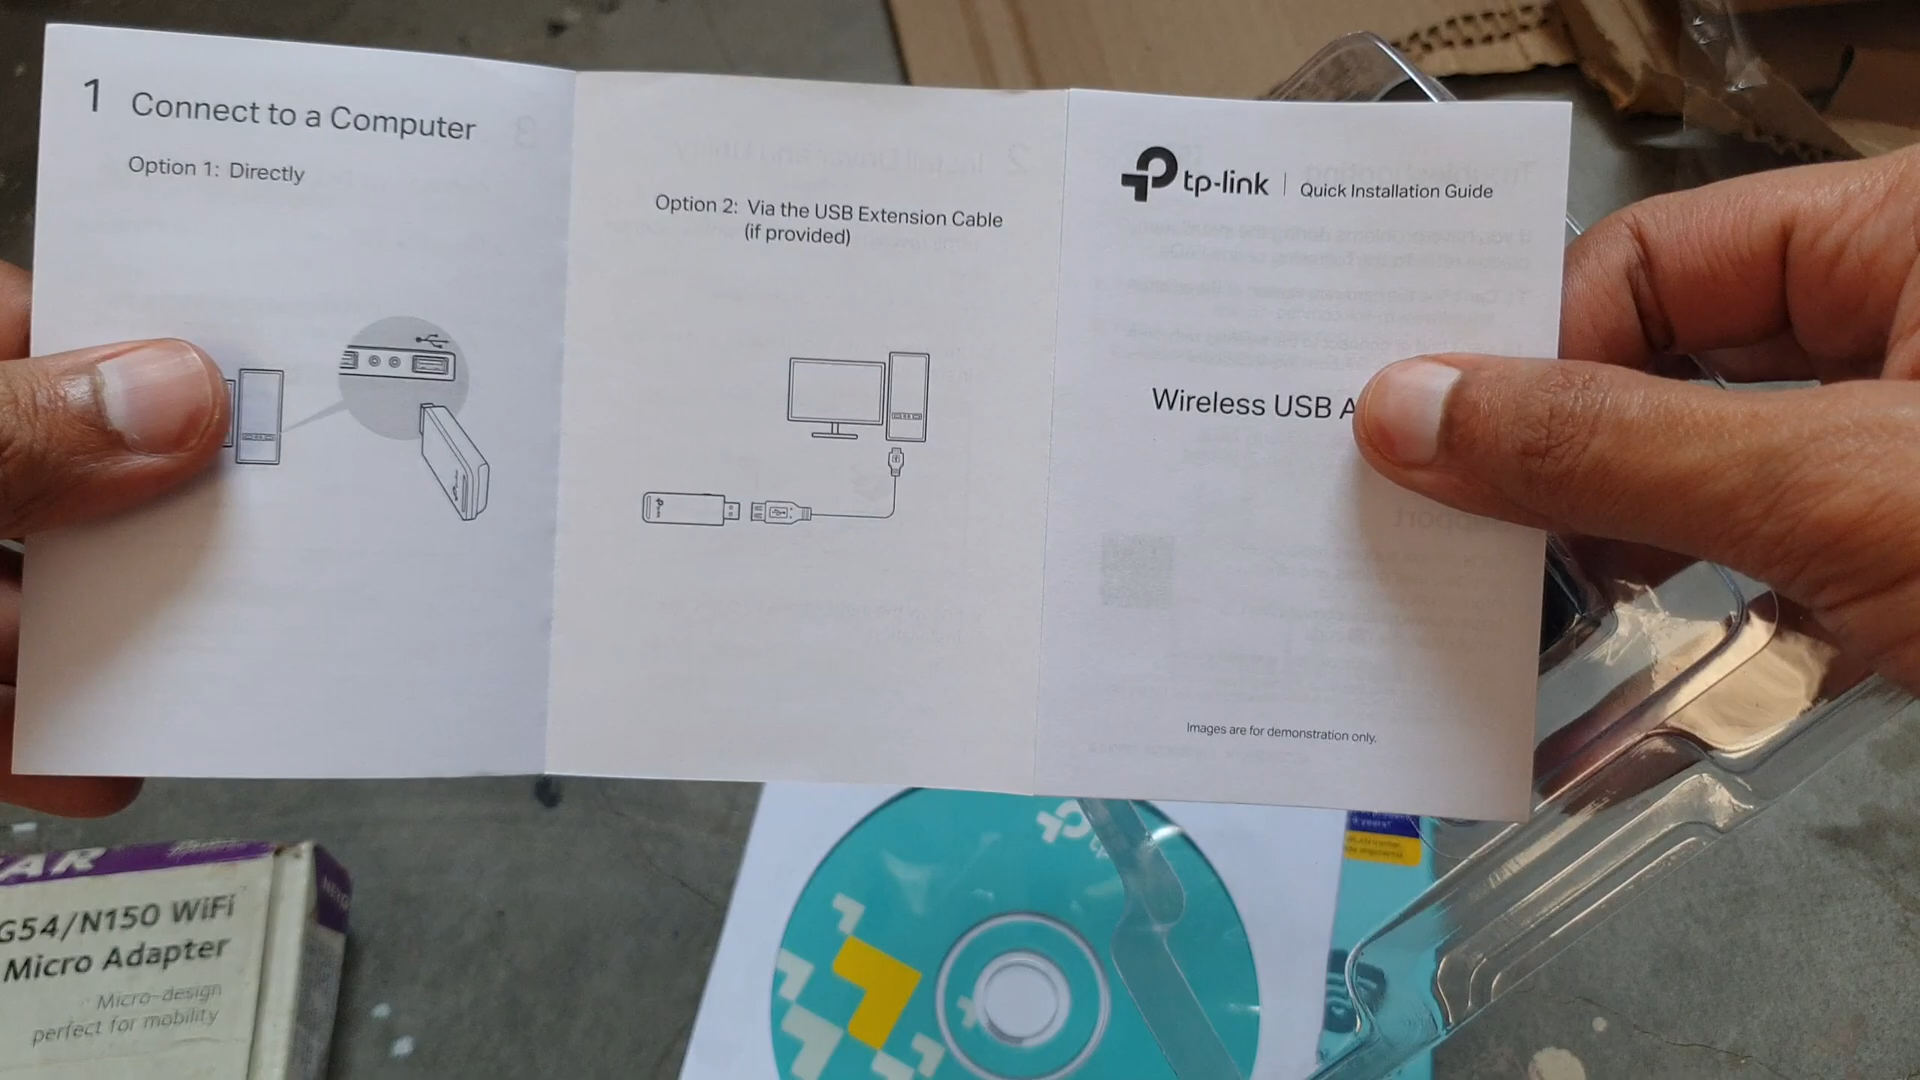 1 Connect to a Computer
Option 1: Directly
Option 2: Via the USB Extension Cable
(if provided)
tp-link | Quick Installation Guide
Wireless USB A
Images are for demonstration only.
AR
G54/N150 WiFi
Micro Adapter
Micro-design
perfect for mobility